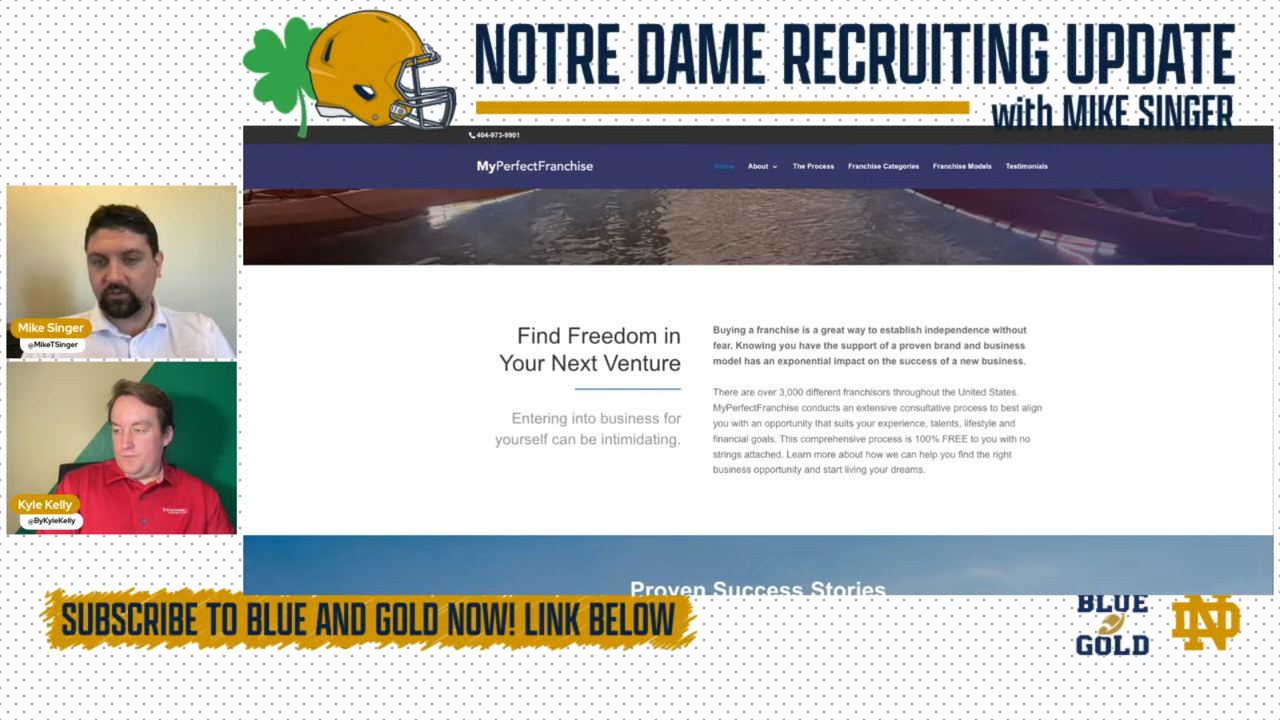 NOTRE DAME RECRUITING UPDATE
with MIKE SINGER
404-973-9901
MyPerfectFranchise
Home About The Process Franchise Categories Franchise Models Testimonials
Mike Singer
@MikeTSinger
Kyle Kelly
@ByKyleKelly
Find Freedom in
Your Next Venture
Entering into business for
yourself can be intimidating.
Buying a franchise is a great way to establish independence without
fear. Knowing you have the support of a proven brand and business
model has an exponential impact on the success of a new business.
There are over 3,000 different franchisors throughout the United States.
MyPerfectFranchise conducts an extensive consultative process to best align
you with an opportunity that suits your experience, talents, lifestyle and
financial goals. This comprehensive process is 100% FREE to you with no
strings attached. Learn more about how we can help you find the right
business opportunity and start living your dreams.
Proven Success Stories
SUBSCRIBE TO BLUE AND GOLD NOW! LINK BELOW
BLUE
GOLD
ND